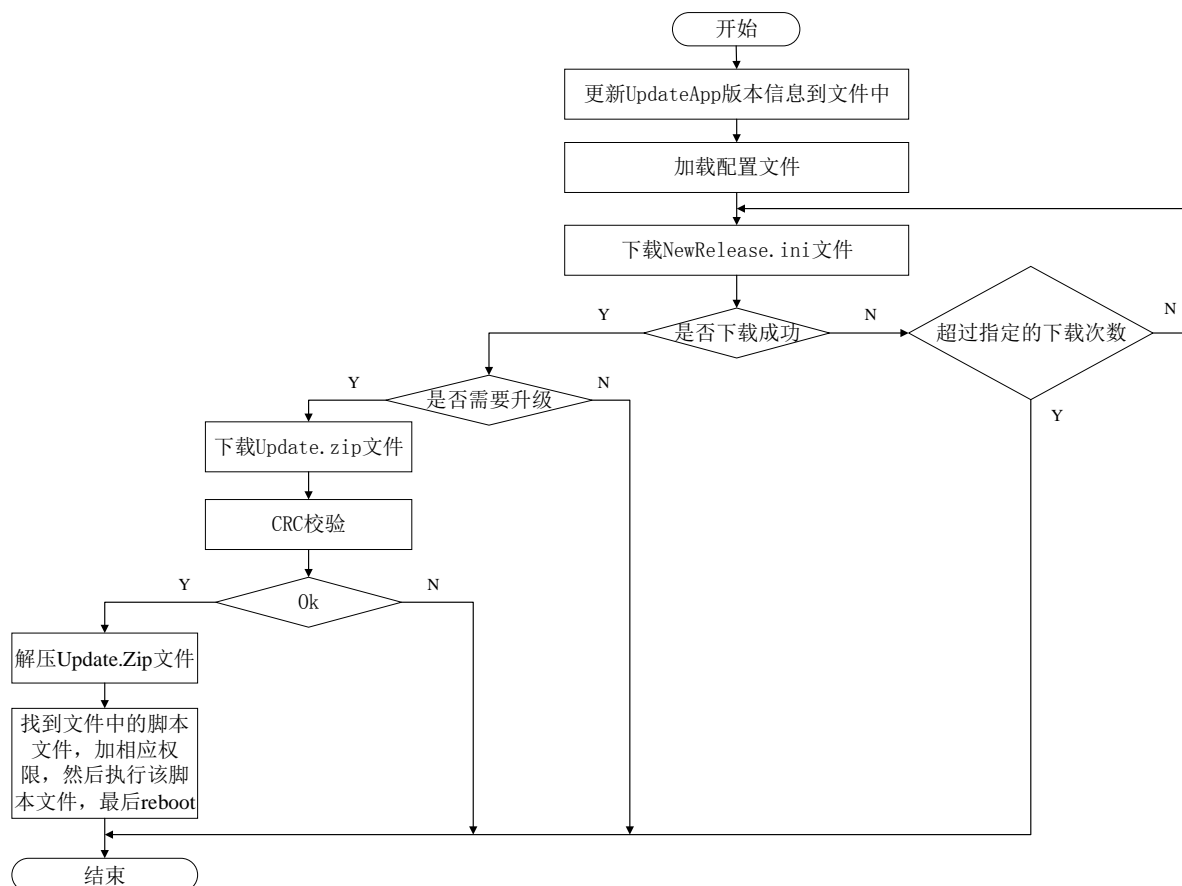 开始
更新UpdateApp版本信息到文件中
加载配置文件
下载NewRelease.ini文件
Y
是否下载成功
N
超过指定的下载次数
N
Y
是否需要升级
N
Y
下载Update.zip文件
CRC校验
Y
Ok
N
解压Update.Zip文件
找到文件中的脚本
文件，加相应权
限，然后执行该脚
本文件，最后reboot
结束